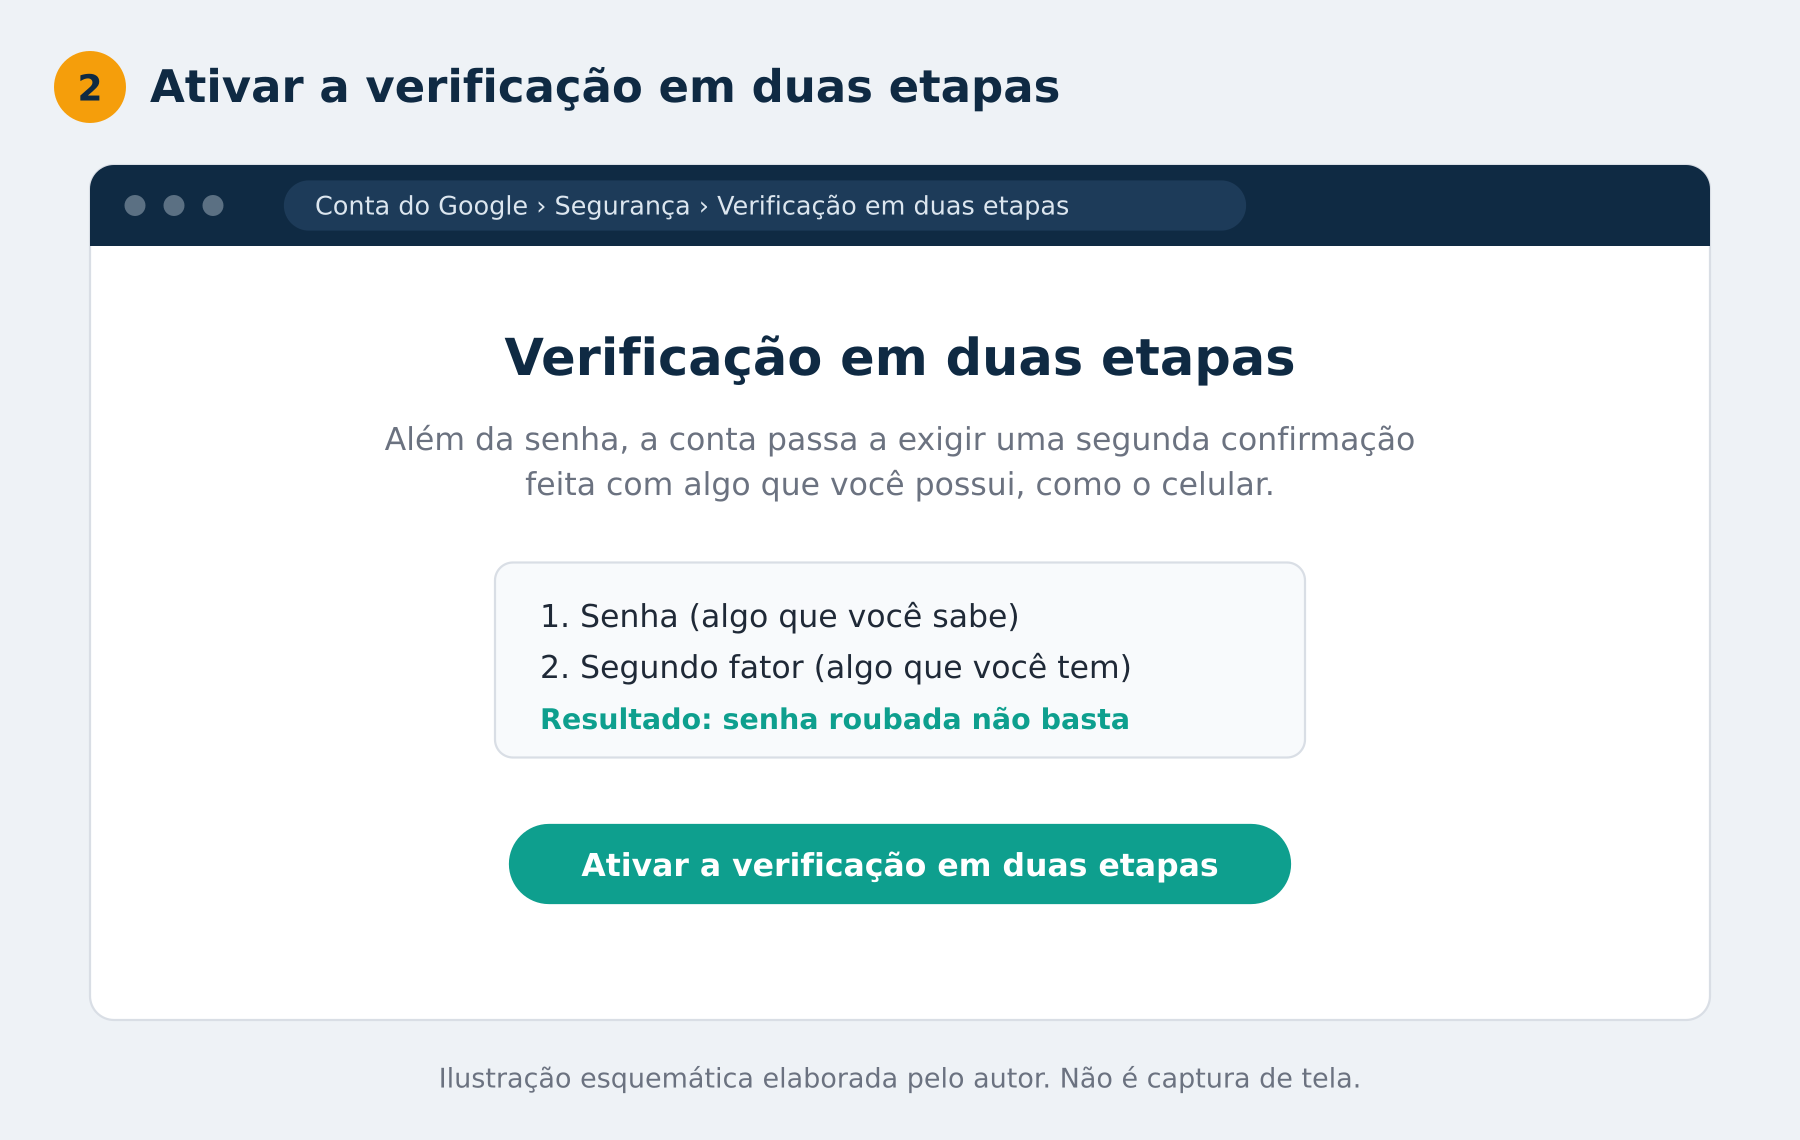 2
Ativar a verificação em duas etapas
Conta do Google › Segurança › Verificação em duas etapas
Verificação em duas etapas
Além da senha, a conta passa a exigir uma segunda confirmação
feita com algo que você possui, como o celular.
1. Senha (algo que você sabe)
2. Segundo fator (algo que você tem)
Resultado: senha roubada não basta
Ativar a verificação em duas etapas
Ilustração esquemática elaborada pelo autor. Não é captura de tela.